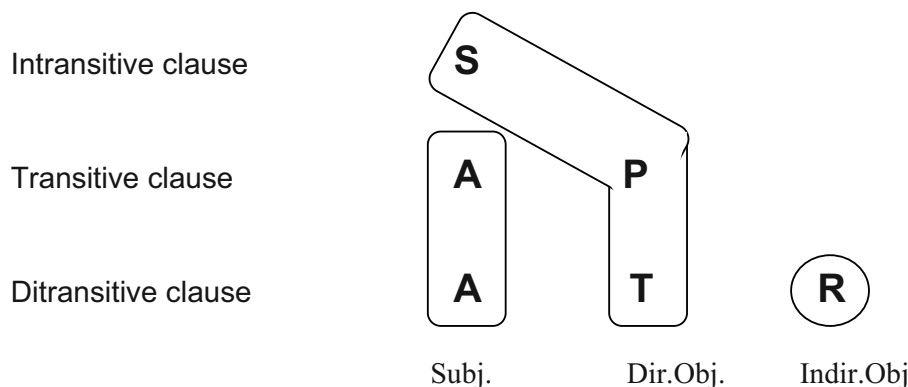 Intransitive clause S
Transitive clause A P
Ditransitive clause A T R
Subj. Dir.Obj. Indir.Obj